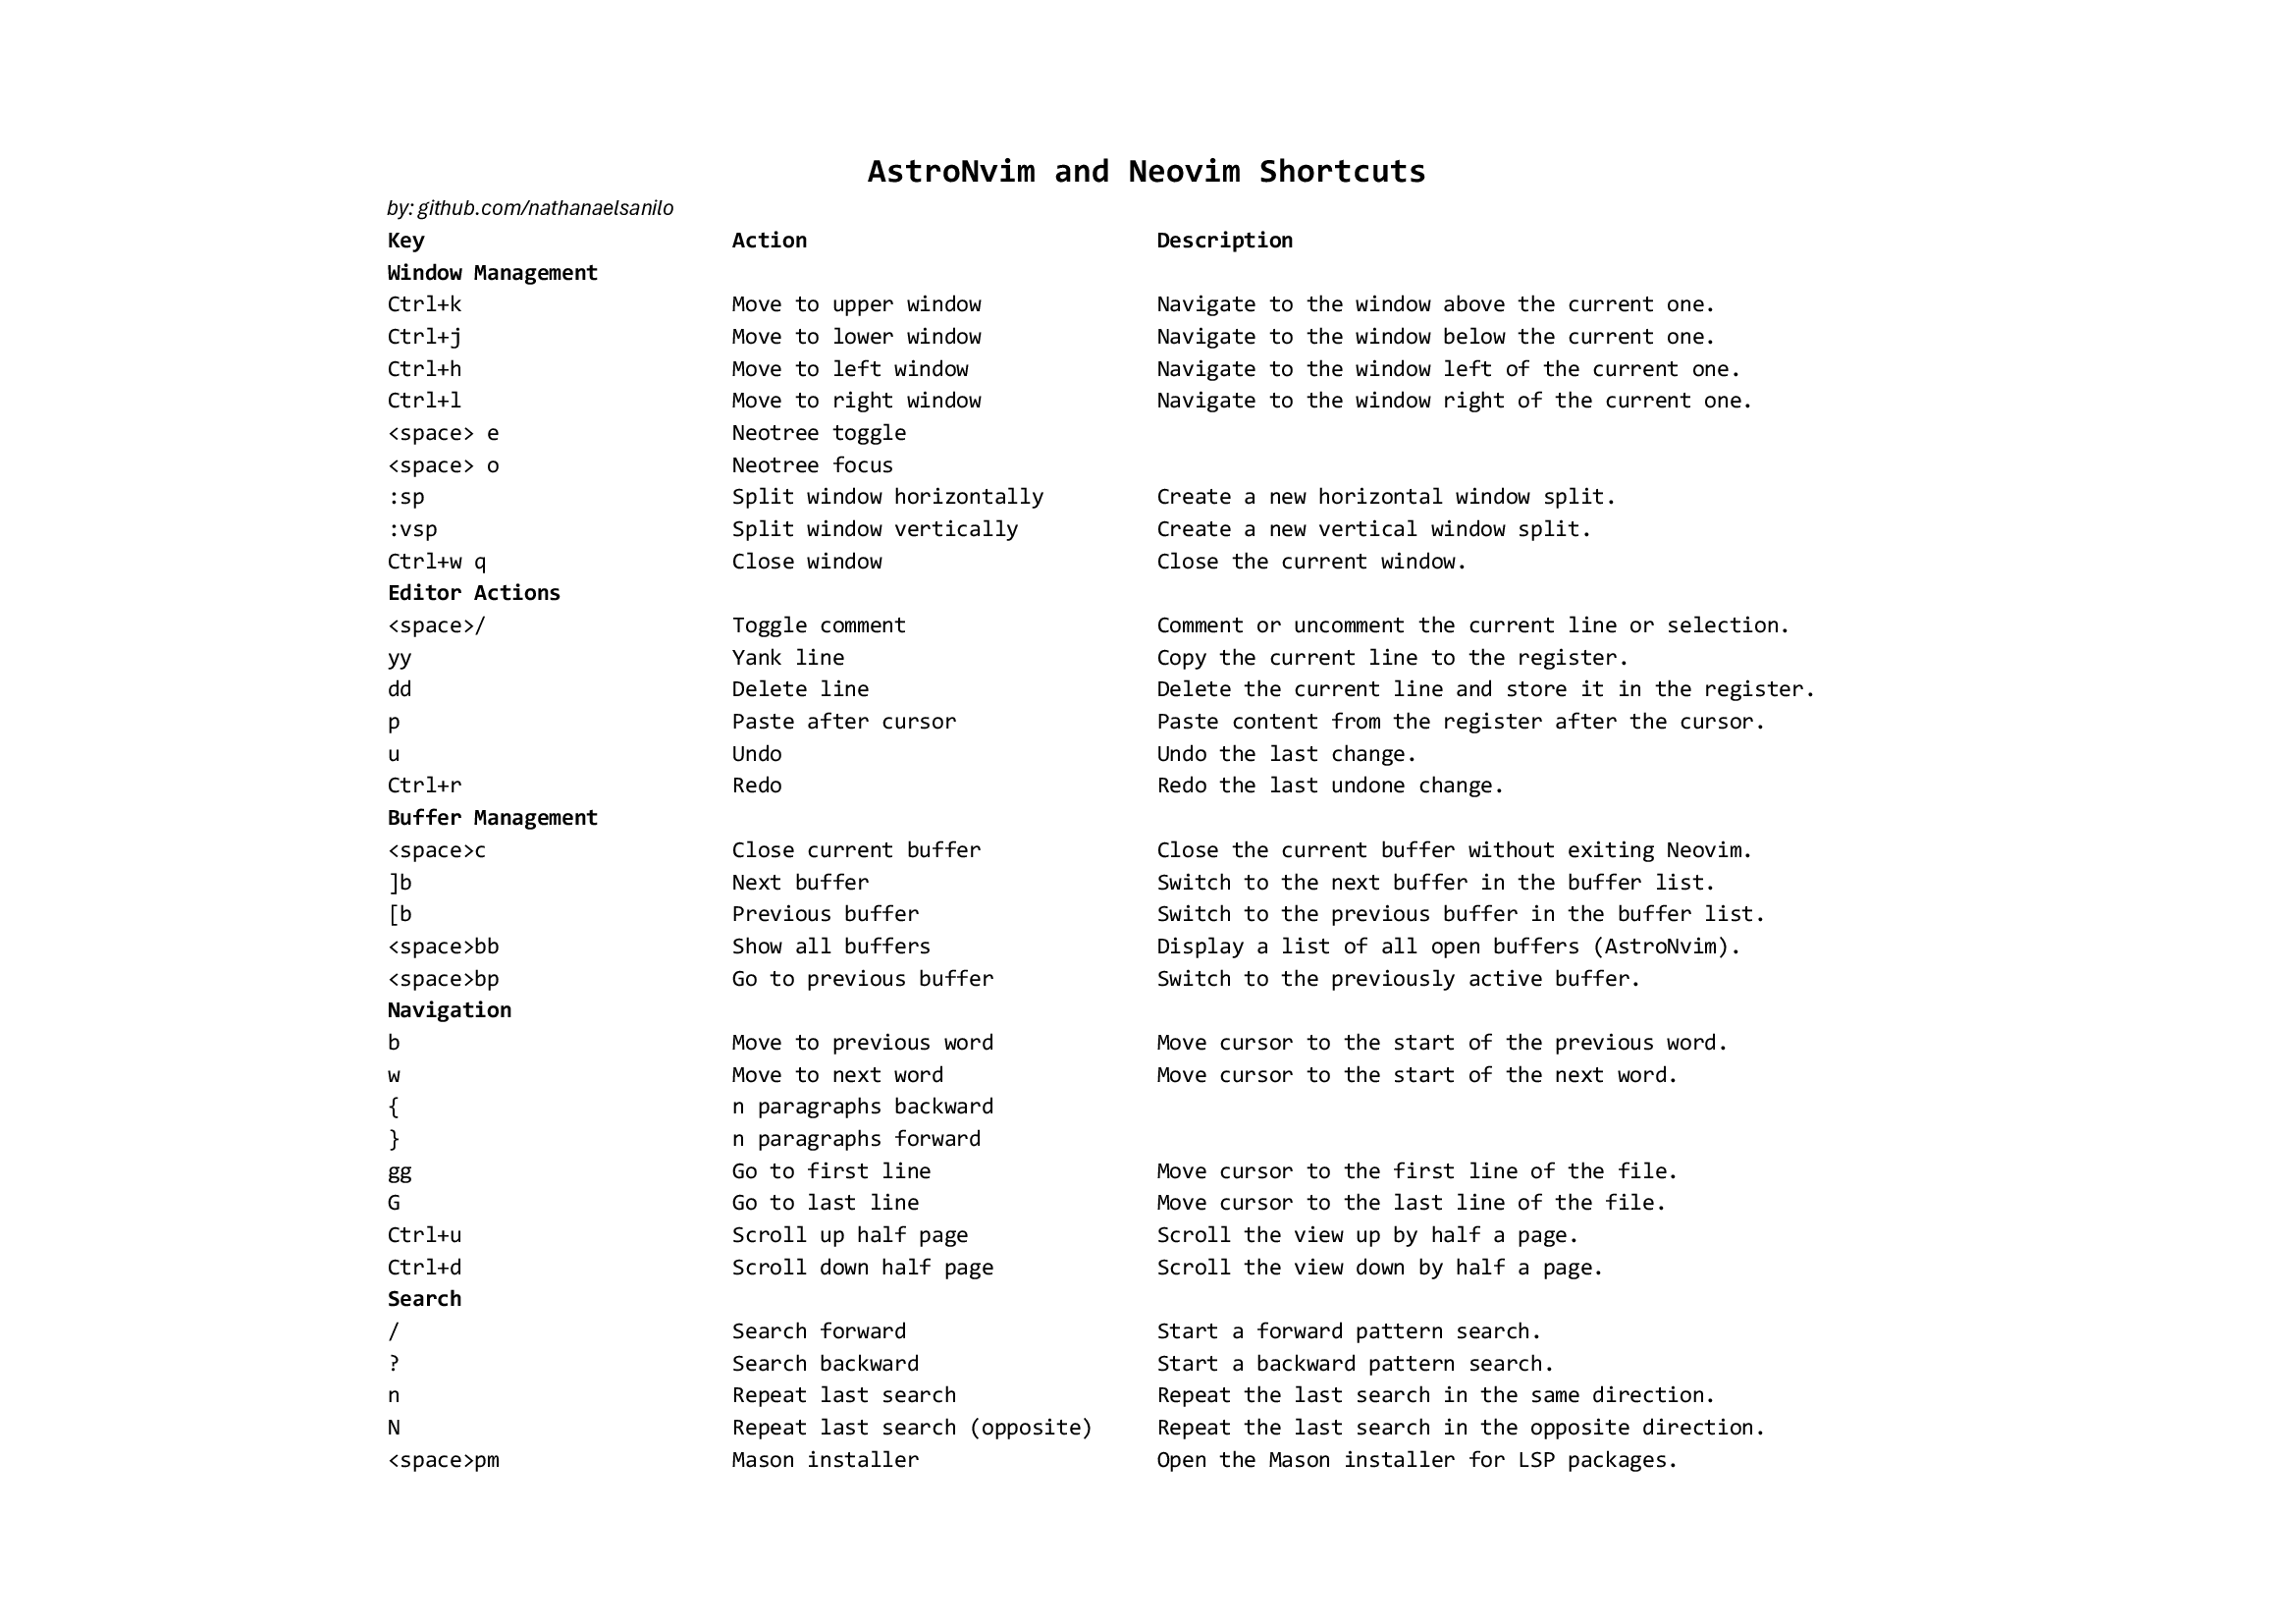 AstroNvim and Neovim Shortcuts
by: github.com/nathanaelsanilo
Key Action Description
Window Management
Ctrl+k Move to upper window Navigate to the window above the current one.
Ctrl+j Move to lower window Navigate to the window below the current one.
Ctrl+h Move to left window Navigate to the window left of the current one.
Ctrl+l Move to right window Navigate to the window right of the current one.
<space> e Neotree toggle
<space> o Neotree focus
:sp Split window horizontally Create a new horizontal window split.
:vsp Split window vertically Create a new vertical window split.
Ctrl+w q Close window Close the current window.
Editor Actions
<space>/ Toggle comment Comment or uncomment the current line or selection.
yy Yank line Copy the current line to the register.
dd Delete line Delete the current line and store it in the register.
p Paste after cursor Paste content from the register after the cursor.
u Undo Undo the last change.
Ctrl+r Redo Redo the last undone change.
Buffer Management
<space>c Close current buffer Close the current buffer without exiting Neovim.
]b Next buffer Switch to the next buffer in the buffer list.
[b Previous buffer Switch to the previous buffer in the buffer list.
<space>bb Show all buffers Display a list of all open buffers (AstroNvim).
<space>bp Go to previous buffer Switch to the previously active buffer.
Navigation
b Move to previous word Move cursor to the start of the previous word.
w Move to next word Move cursor to the start of the next word.
{ n paragraphs backward
} n paragraphs forward
gg Go to first line Move cursor to the first line of the file.
G Go to last line Move cursor to the last line of the file.
Ctrl+u Scroll up half page Scroll the view up by half a page.
Ctrl+d Scroll down half page Scroll the view down by half a page.
Search
/ Search forward Start a forward pattern search.
? Search backward Start a backward pattern search.
n Repeat last search Repeat the last search in the same direction.
N Repeat last search (opposite) Repeat the last search in the opposite direction.
<space>pm Mason installer Open the Mason installer for LSP packages.